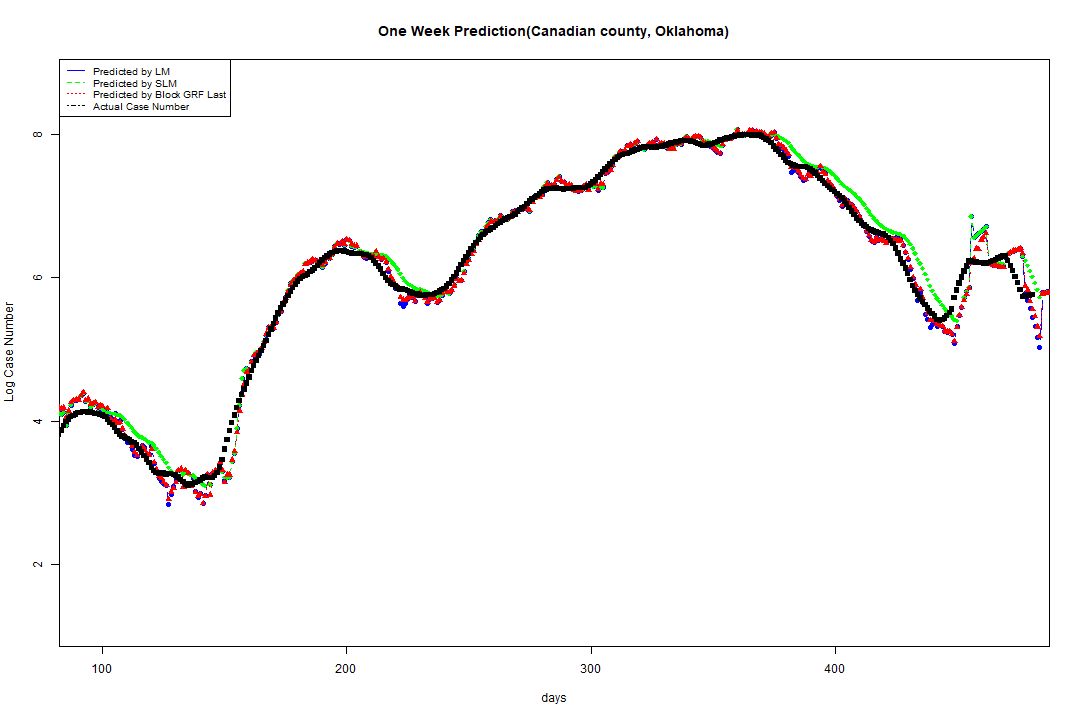 One Week Prediction(Canadian county, Oklahoma)
Predicted by LM
Predicted by SLM
Predicted by Block GRF Last
Actual Case Number
8
6
4
2
Log Case Number
100 200 300 400
days